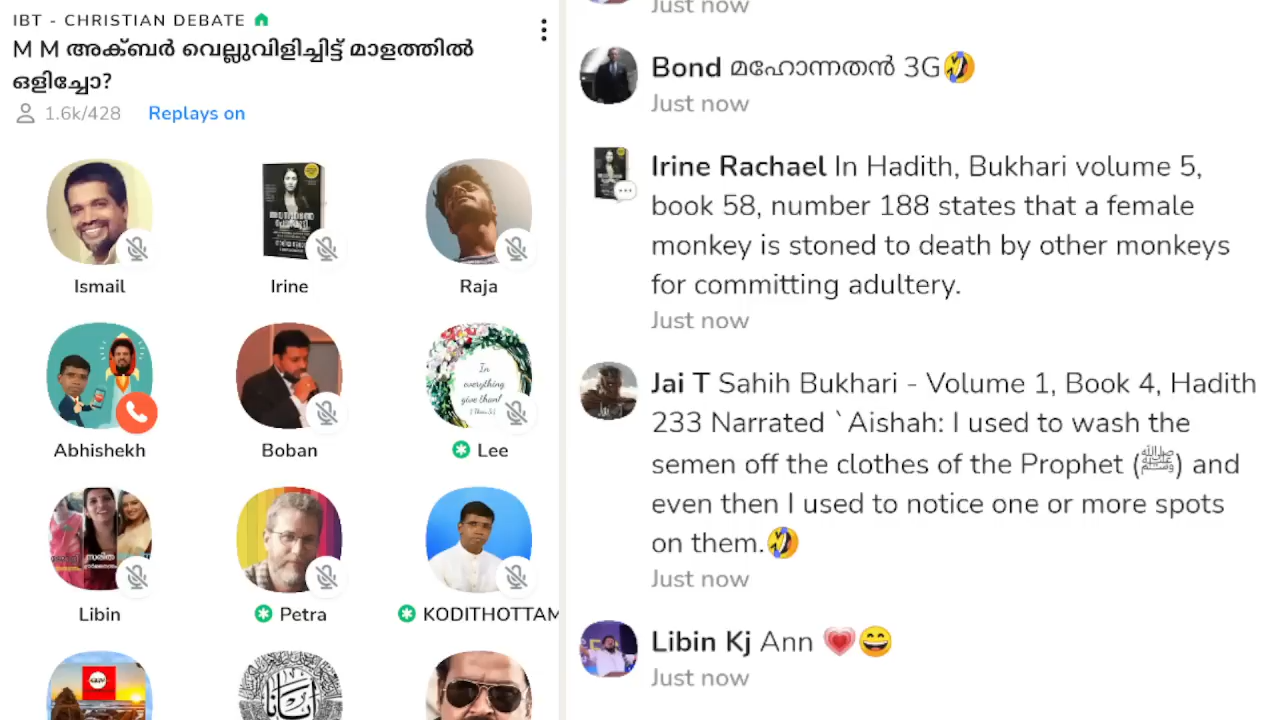 IBT - CHRISTIAN DEBATE
M M അക്ബർ വെല്ലുവിളിച്ചിട്ട് മാളത്തിൽ
ഒളിച്ചോ?
1.6k/428 Replays on
Ismail
Irine
Raja
Abhishekh
Boban
In
everything
give thanks
Lee
സരിത
Libin
Petra
KODITHOTTAM
Just now
Bond മഹോന്നതൻ 3G🤣
Just now
Irine Rachael In Hadith, Bukhari volume 5,
book 58, number 188 states that a female
monkey is stoned to death by other monkeys
for committing adultery.
Just now
Jai T Sahih Bukhari - Volume 1, Book 4, Hadith
233 Narrated `Aishah: I used to wash the
semen off the clothes of the Prophet (ﷺ) and
even then I used to notice one or more spots
on them.🤣
Just now
Libin Kj Ann 💗😄
Just now